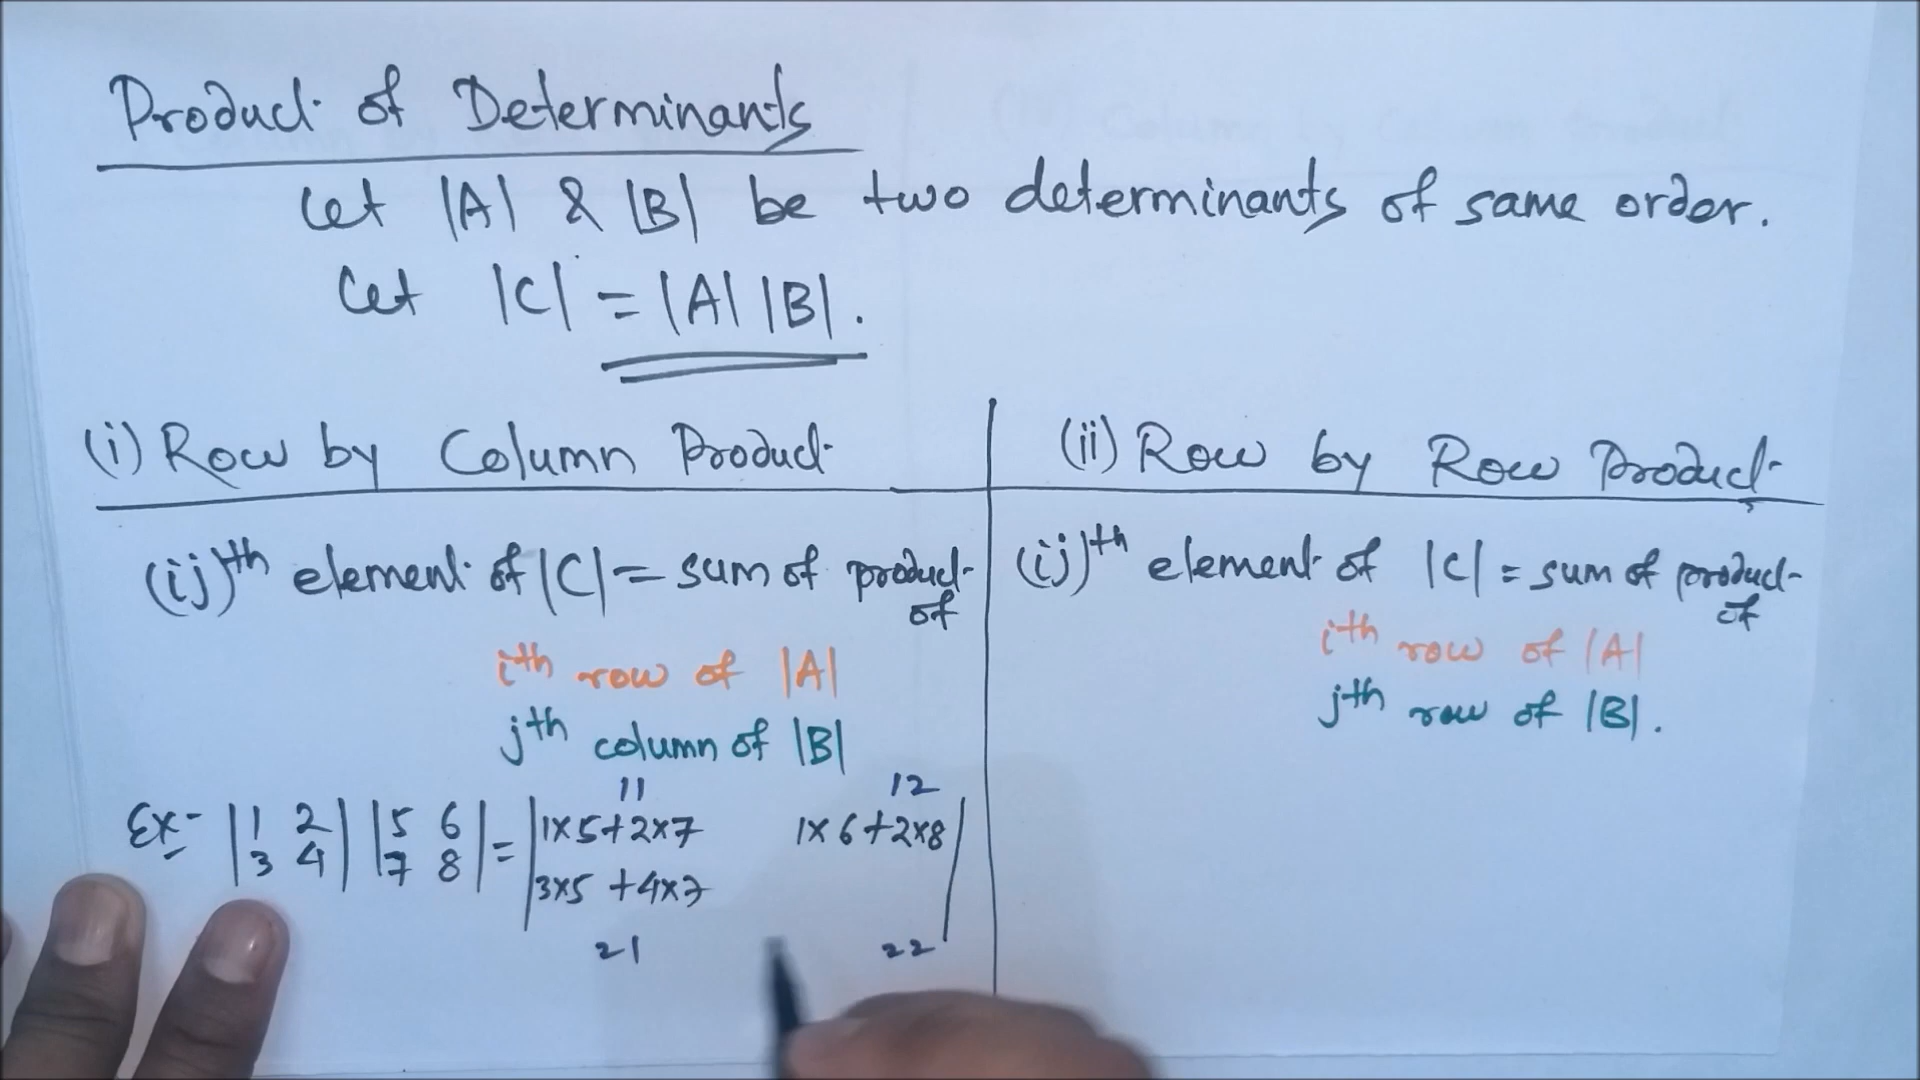 Product of Determinants
Let |A| & |B| be two determinants of same order.
Let |C| = |A| |B|.
(i) Row by Column Product
(ij)th element of |C| = sum of product of
ith row of |A|
jth column of |B|
11 12
Ex- |1 2| |5 6| = |1×5+2×7 1×6+2×8|
|3 4| |7 8| |3×5+4×7
21 22
(ii) Row by Row Product
(ij)th element of |C| = sum of product of
ith row of |A|
jth row of |B|.